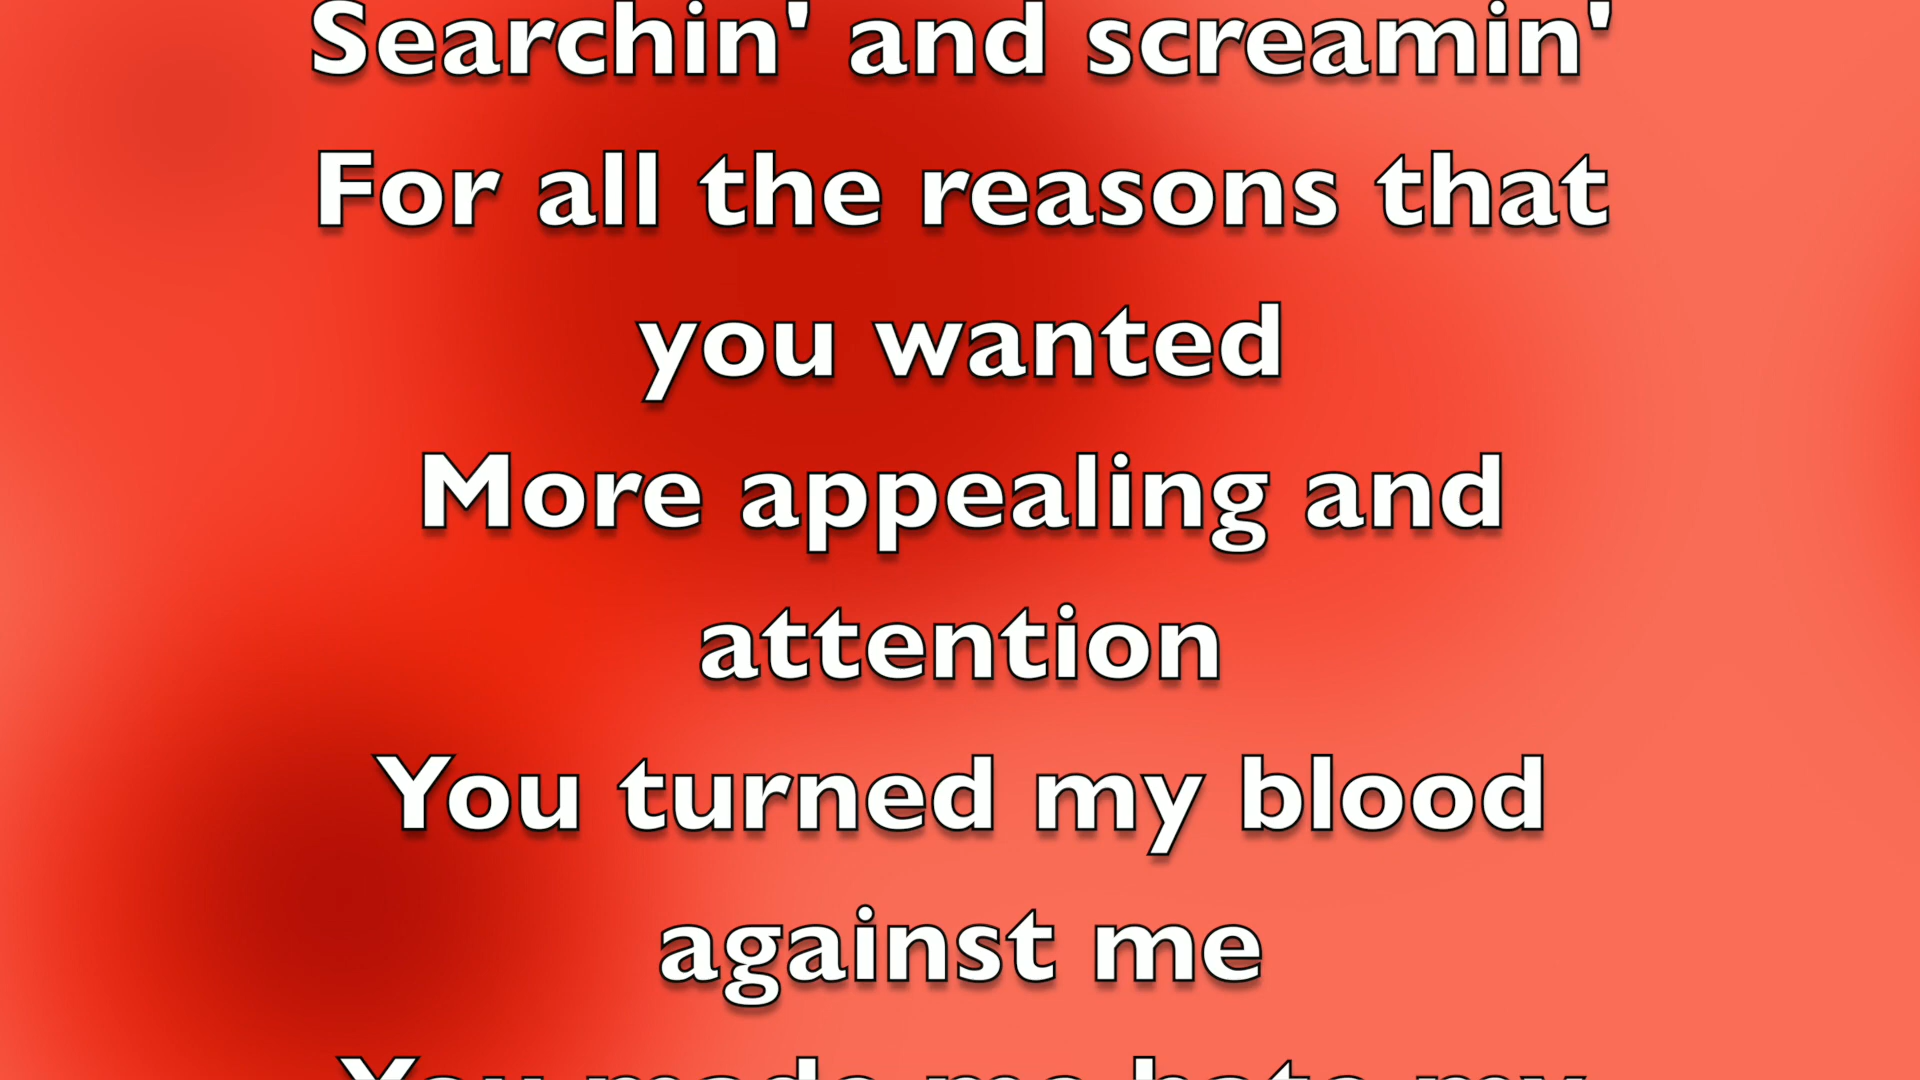 Searchin' and screamin'
For all the reasons that
you wanted
More appealing and
attention
You turned my blood
against me
You made me hate my